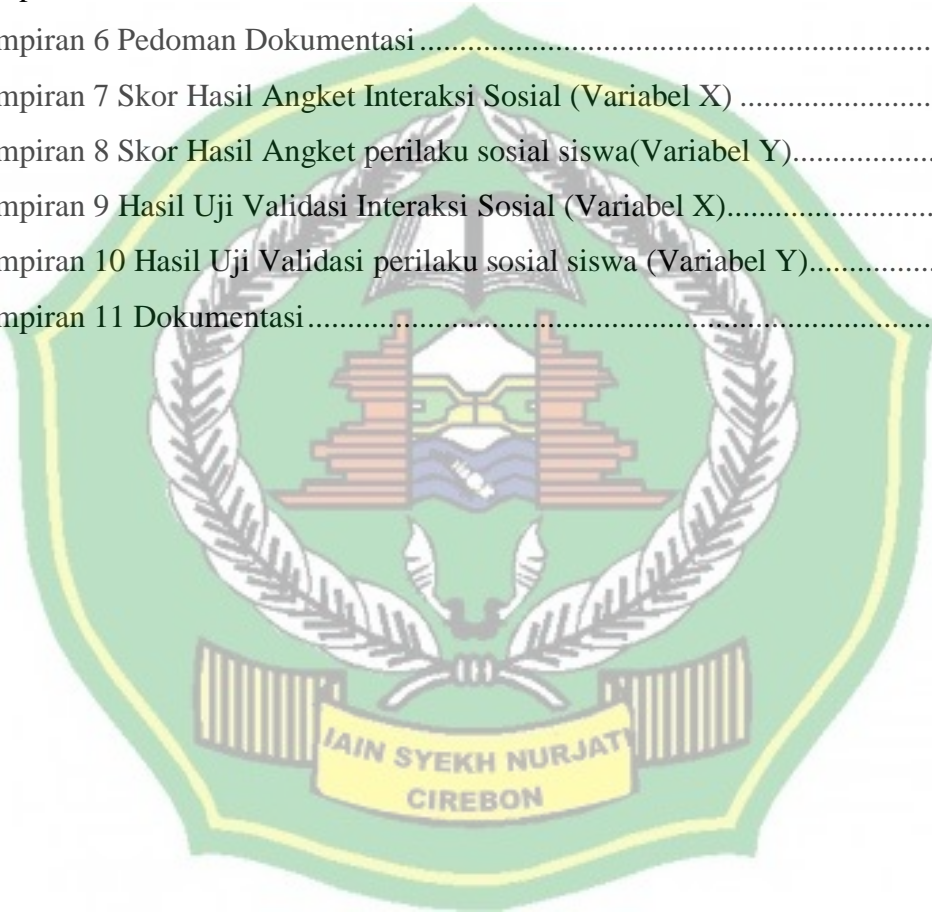 mpiran 6 Pedoman Dokumentasi
mpiran 7 Skor Hasil Angket Interaksi Sosial (Variabel X)
mpiran 8 Skor Hasil Angket perilaku sosial siswa(Variabel Y)
mpiran 9 Hasil Uji Validasi Interaksi Sosial (Variabel X)
mpiran 10 Hasil Uji Validasi perilaku sosial siswa (Variabel Y)
mpiran 11 Dokumentasi
IAIN SYEKH NURJATI
CIREBON